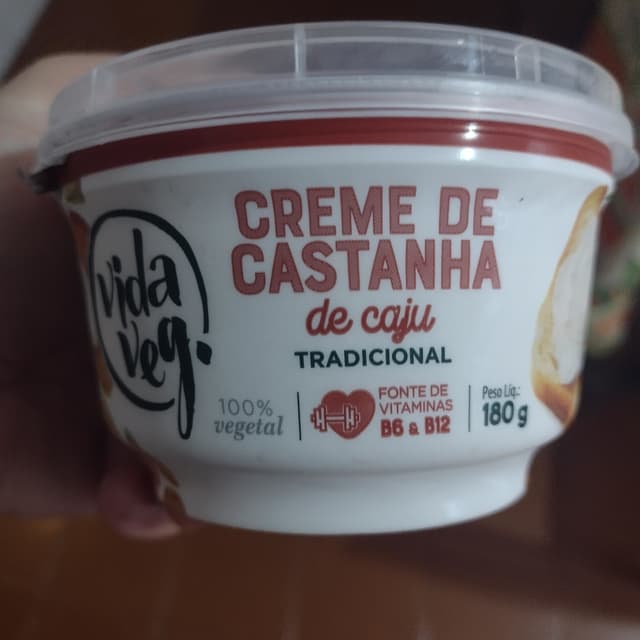 vida
veg.
CREME DE
CASTANHA
de caju
TRADICIONAL
100%
vegetal
FONTE DE
VITAMINAS
B6 & B12
Peso Líq.:
180 g